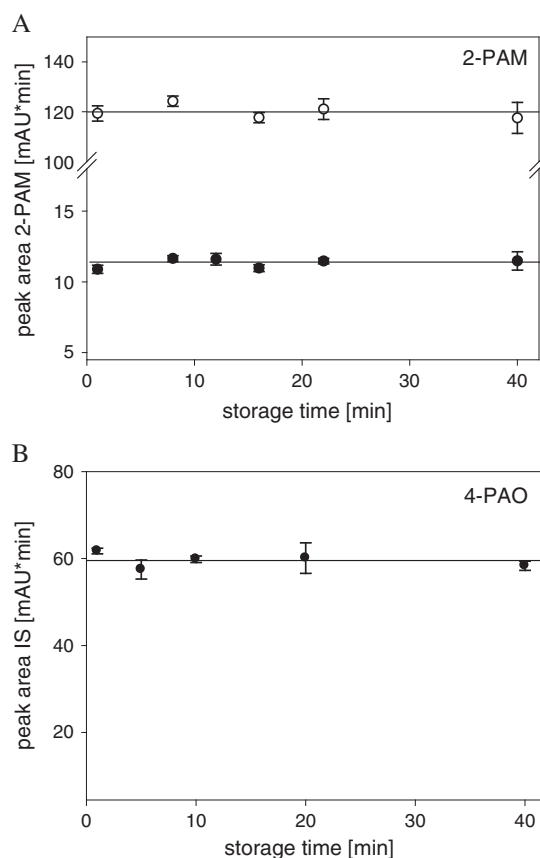 A
2-PAM
peak area 2-PAM [mAU*min]
140
120
100
15
10
5
0 10 20 30 40
storage time [min]
B
4-PAO
peak area IS [mAU*min]
80
60
40
20
0 10 20 30 40
storage time [min]